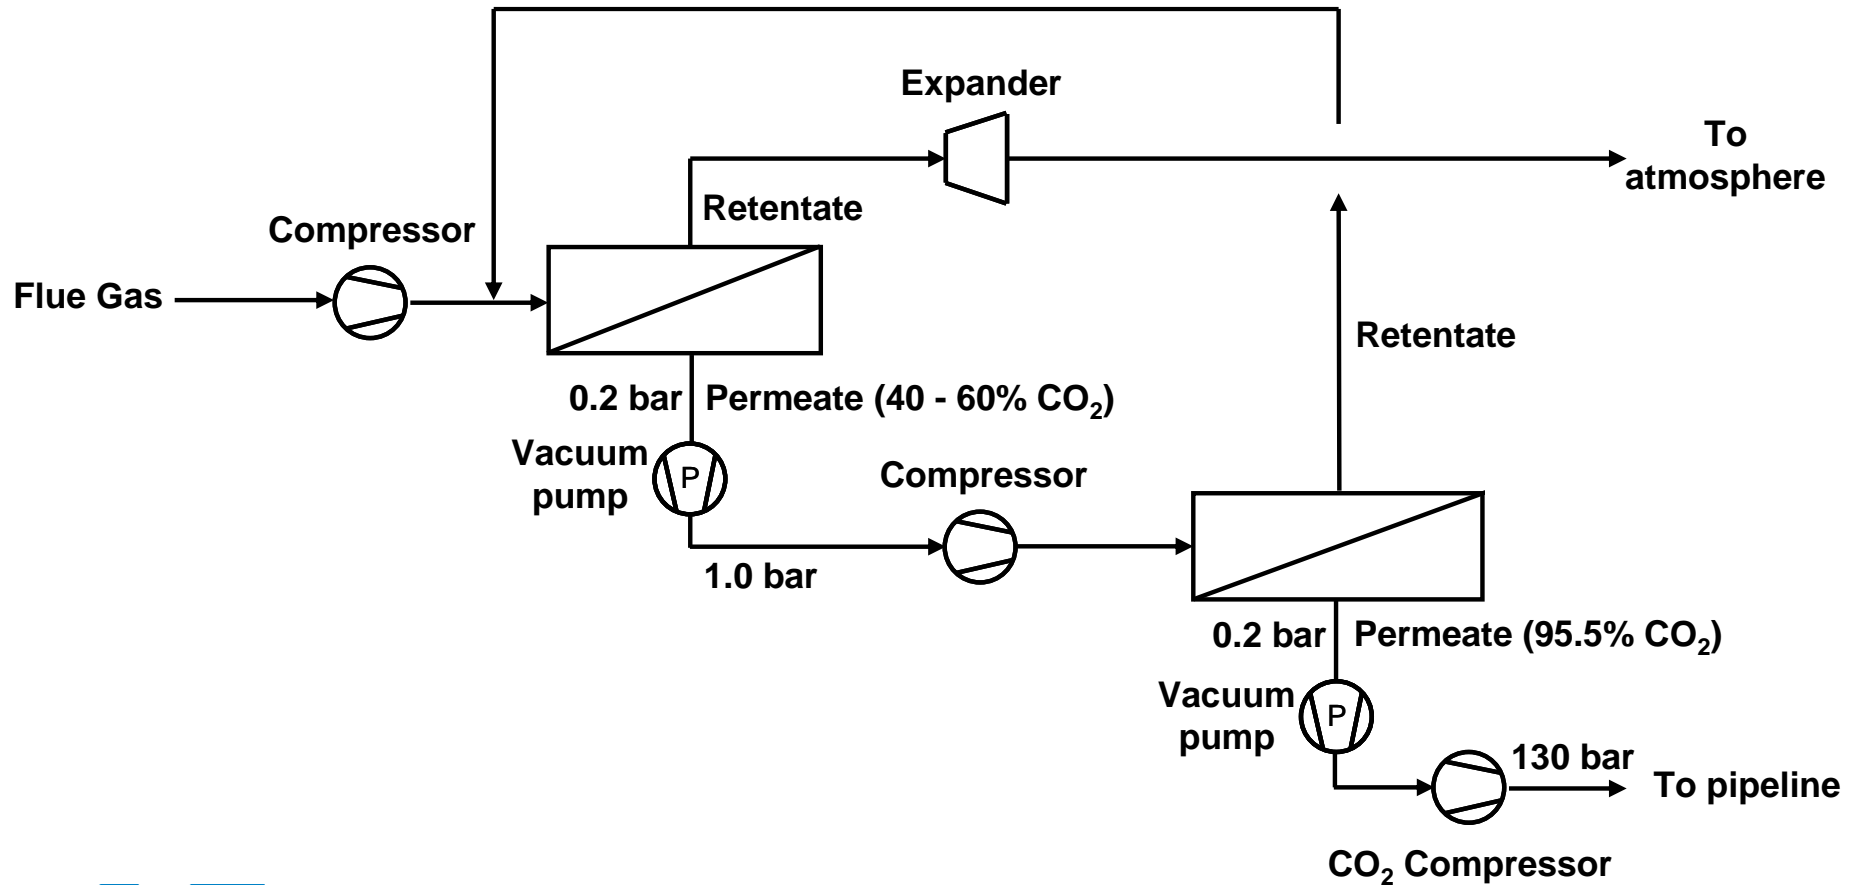 Expander
To
atmosphere
Retentate
Compressor
Flue Gas
Retentate
0.2 bar
Permeate (40 - 60% CO₂)
Vacuum
pump
P
Compressor
1.0 bar
0.2 bar
Permeate (95.5% CO₂)
Vacuum
pump
P
130 bar
To pipeline
CO₂ Compressor